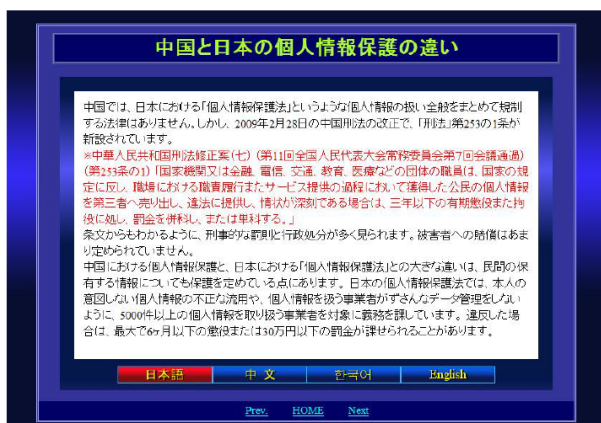 中国と日本の個人情報保護の違い
中国では、日本における「個人情報保護法」というような個人情報の扱い全般をまとめて規制
する法律はありません。しかし、2009年2月28日の中国刑法の改正で、「刑法」第253の1条が
新設されています。
※中華人民共和国刑法修正案(七)(第11回全国人民代表大会常務委員会第7回会議通過)
(第253条の1)「国家機関又は金融、電信、交通、教育、医療などの団体の職員は、国家の規
定に反し、職場における職責履行またサービス提供の過程において獲得した公民の個人情報
を第三者へ売り出し、違法に提供し、情状が深刻である場合は、三年以下の有期懲役また拘
役に処し、罰金を併科し、または単科する。」
条文からもわかるように、刑事的な罰則と行政処分が多く見られます。被害者への賠償はあま
り定められていません。
中国における個人情報保護と、日本における「個人情報保護法」との大きな違いは、民間の保
有する情報についても保護を定めている点にあります。日本の個人情報保護法では、本人の
意図しない個人情報の不正な流用や、個人情報を扱う事業者がずさんなデータ管理をしない
ように、5000件以上の個人情報を取り扱う事業者を対象に義務を課しています。違反した場
合は、最大で6ヶ月以下の懲役または30万円以下の罰金が課せられることがあります。
日本語 中 文 한국어 English
Prev. HOME Next